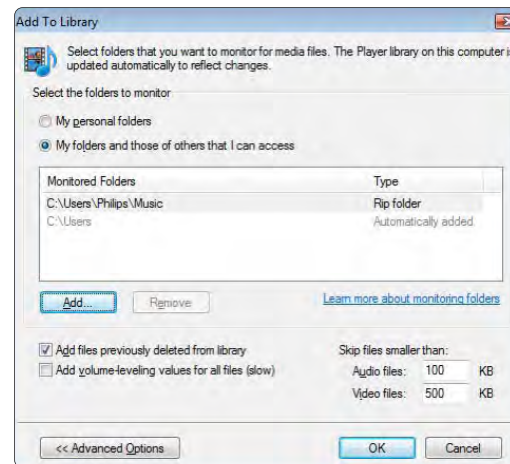 Add To Library
Select folders that you want to monitor for media files. The Player library on this computer
updated automatically to reflect changes.
Select the folders to monitor
My personal folders
My folders and those of others that I can access
Monitored Folders Type
C:\Users\Philips\Music Rip folder
C:\Users Automatically added
Add... Remove Learn more about monitoring folders
Add files previously deleted from library Skip files smaller than:
Add volume-leveling values for all files (slow) Audio files: 100 KB
Video files: 500 KB
<< Advanced Options OK Cancel